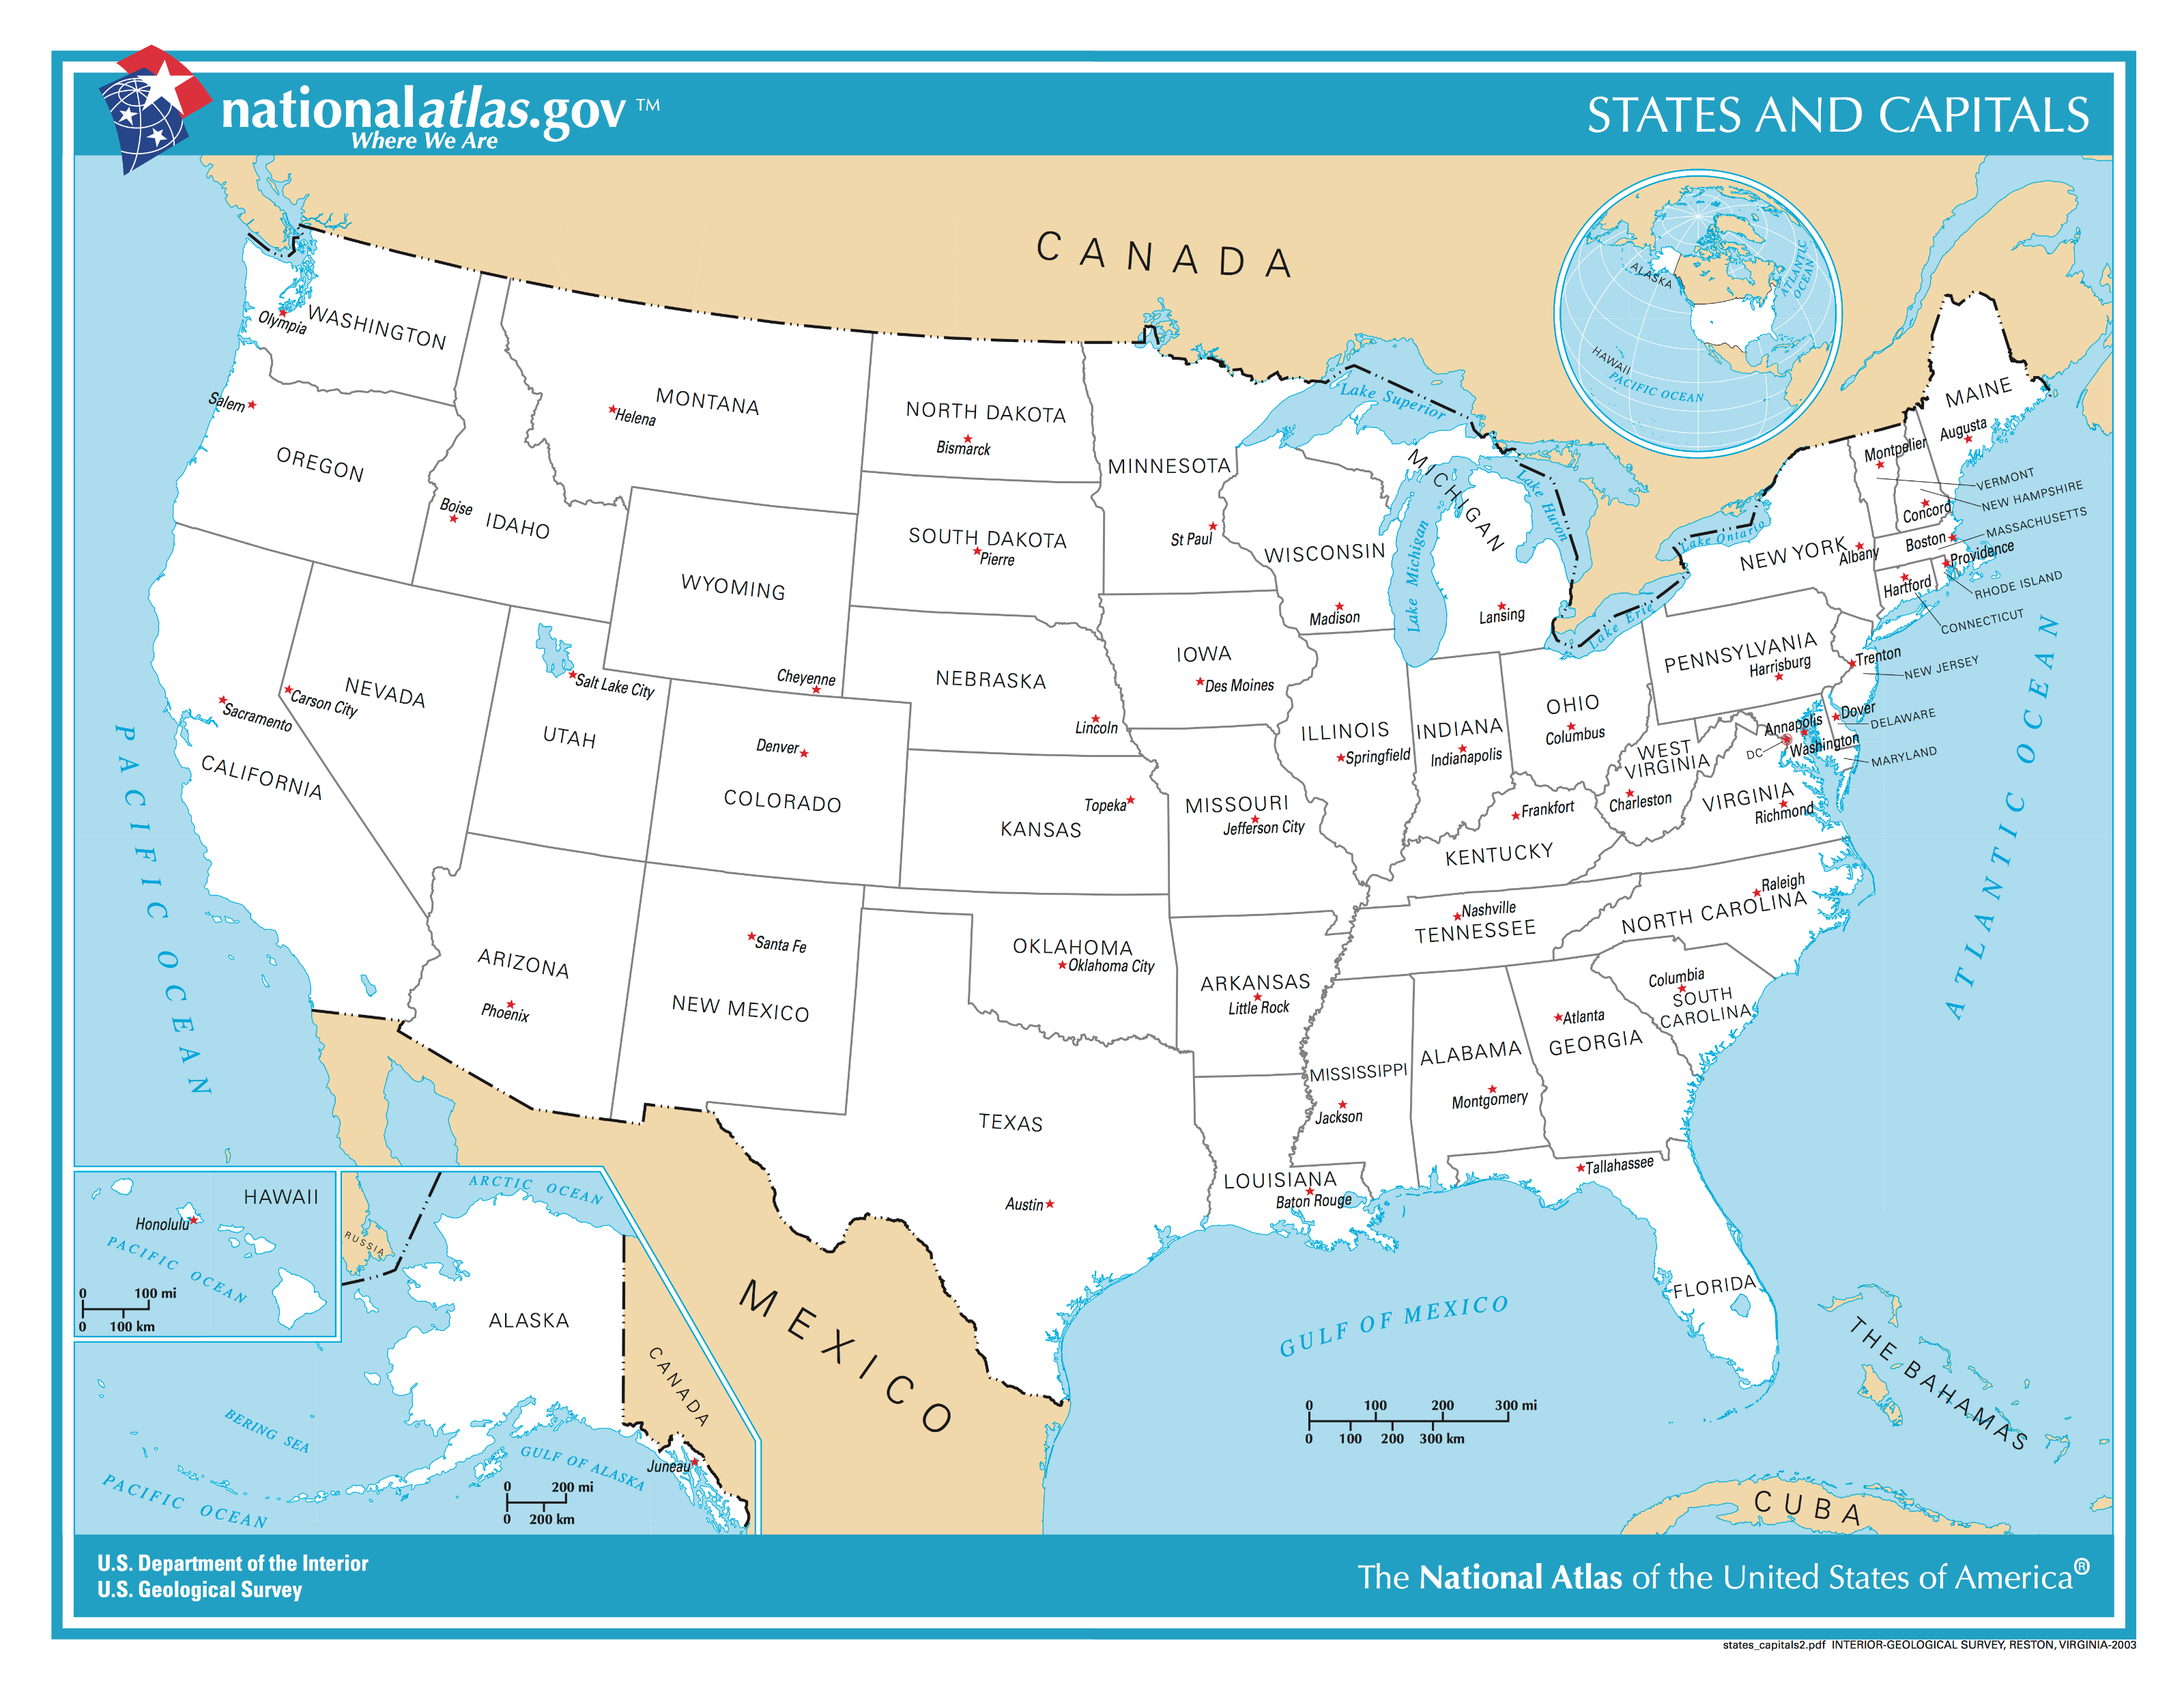 nationalatlas.gov ™
Where We Are
STATES AND CAPITALS
CANADA
ALASKA
ATLANTIC
OCEAN
HAWAII
PACIFIC OCEAN
WASHINGTON
Olympia
Salem
OREGON
Boise
IDAHO
MONTANA
Helena
NORTH DAKOTA
Bismarck
MINNESOTA
St Paul
SOUTH DAKOTA
Pierre
WYOMING
Cheyenne
Lake Superior
MICHIGAN
Lake Huron
Lake Michigan
WISCONSIN
Madison
Lansing
Lake Ontario
Lake Erie
NEW YORK
Albany
MAINE
Augusta
Montpelier
VERMONT
NEW HAMPSHIRE
Concord
MASSACHUSETTS
Boston
Providence
Hartford
RHODE ISLAND
CONNECTICUT
PENNSYLVANIA
Harrisburg
Trenton
NEW JERSEY
Dover
DELAWARE
Annapolis
Washington
DC
MARYLAND
NEVADA
Carson City
Sacramento
CALIFORNIA
Salt Lake City
UTAH
Denver
COLORADO
NEBRASKA
Lincoln
IOWA
Des Moines
ILLINOIS
Springfield
INDIANA
Indianapolis
OHIO
Columbus
WEST
VIRGINIA
Charleston
VIRGINIA
Richmond
KANSAS
Topeka
MISSOURI
Jefferson City
Frankfort
KENTUCKY
Nashville
TENNESSEE
Raleigh
NORTH CAROLINA
Columbia
SOUTH
CAROLINA
ARIZONA
Phoenix
Santa Fe
NEW MEXICO
OKLAHOMA
Oklahoma City
ARKANSAS
Little Rock
MISSISSIPPI
Jackson
ALABAMA
Montgomery
Atlanta
GEORGIA
TEXAS
Austin
LOUISIANA
Baton Rouge
Tallahassee
FLORIDA
PACIFIC OCEAN
ATLANTIC OCEAN
GULF OF MEXICO
MEXICO
THE BAHAMAS
CUBA
0 100 200 300 mi
0 100 200 300 km
HAWAII
Honolulu
PACIFIC OCEAN
0 100 mi
0 100 km
ARCTIC OCEAN
RUSSIA
ALASKA
CANADA
BERING SEA
GULF OF ALASKA
Juneau
PACIFIC OCEAN
0 200 mi
0 200 km
U.S. Department of the Interior
U.S. Geological Survey
The National Atlas of the United States of America®
states_capitals2.pdf INTERIOR-GEOLOGICAL SURVEY, RESTON, VIRGINIA-2003